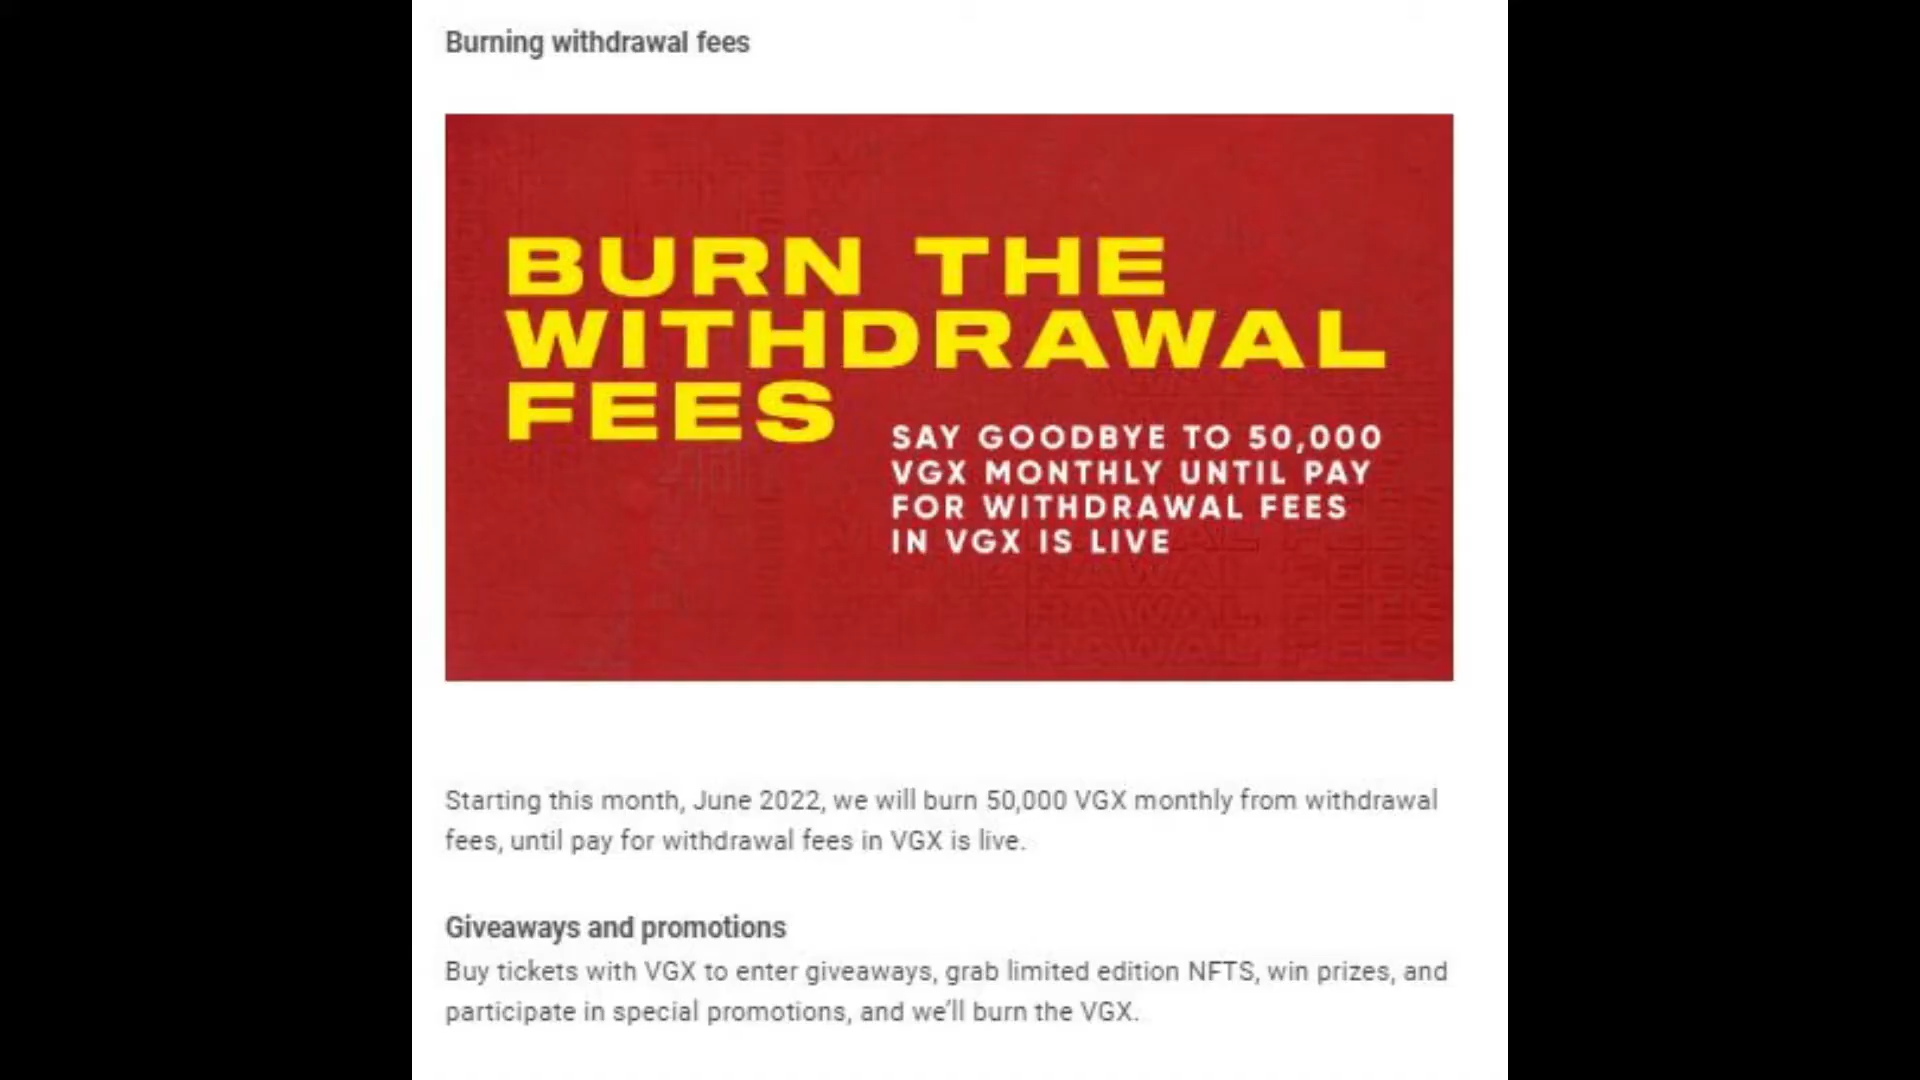 Burning withdrawal fees
BURN THE
WITHDRAWAL
FEES
SAY GOODBYE TO 50,000
VGX MONTHLY UNTIL PAY
FOR WITHDRAWAL FEES
IN VGX IS LIVE
Starting this month, June 2022, we will burn 50,000 VGX monthly from withdrawal
fees, until pay for withdrawal fees in VGX is live.
Giveaways and promotions
Buy tickets with VGX to enter giveaways, grab limited edition NFTS, win prizes, and
participate in special promotions, and we’ll burn the VGX.